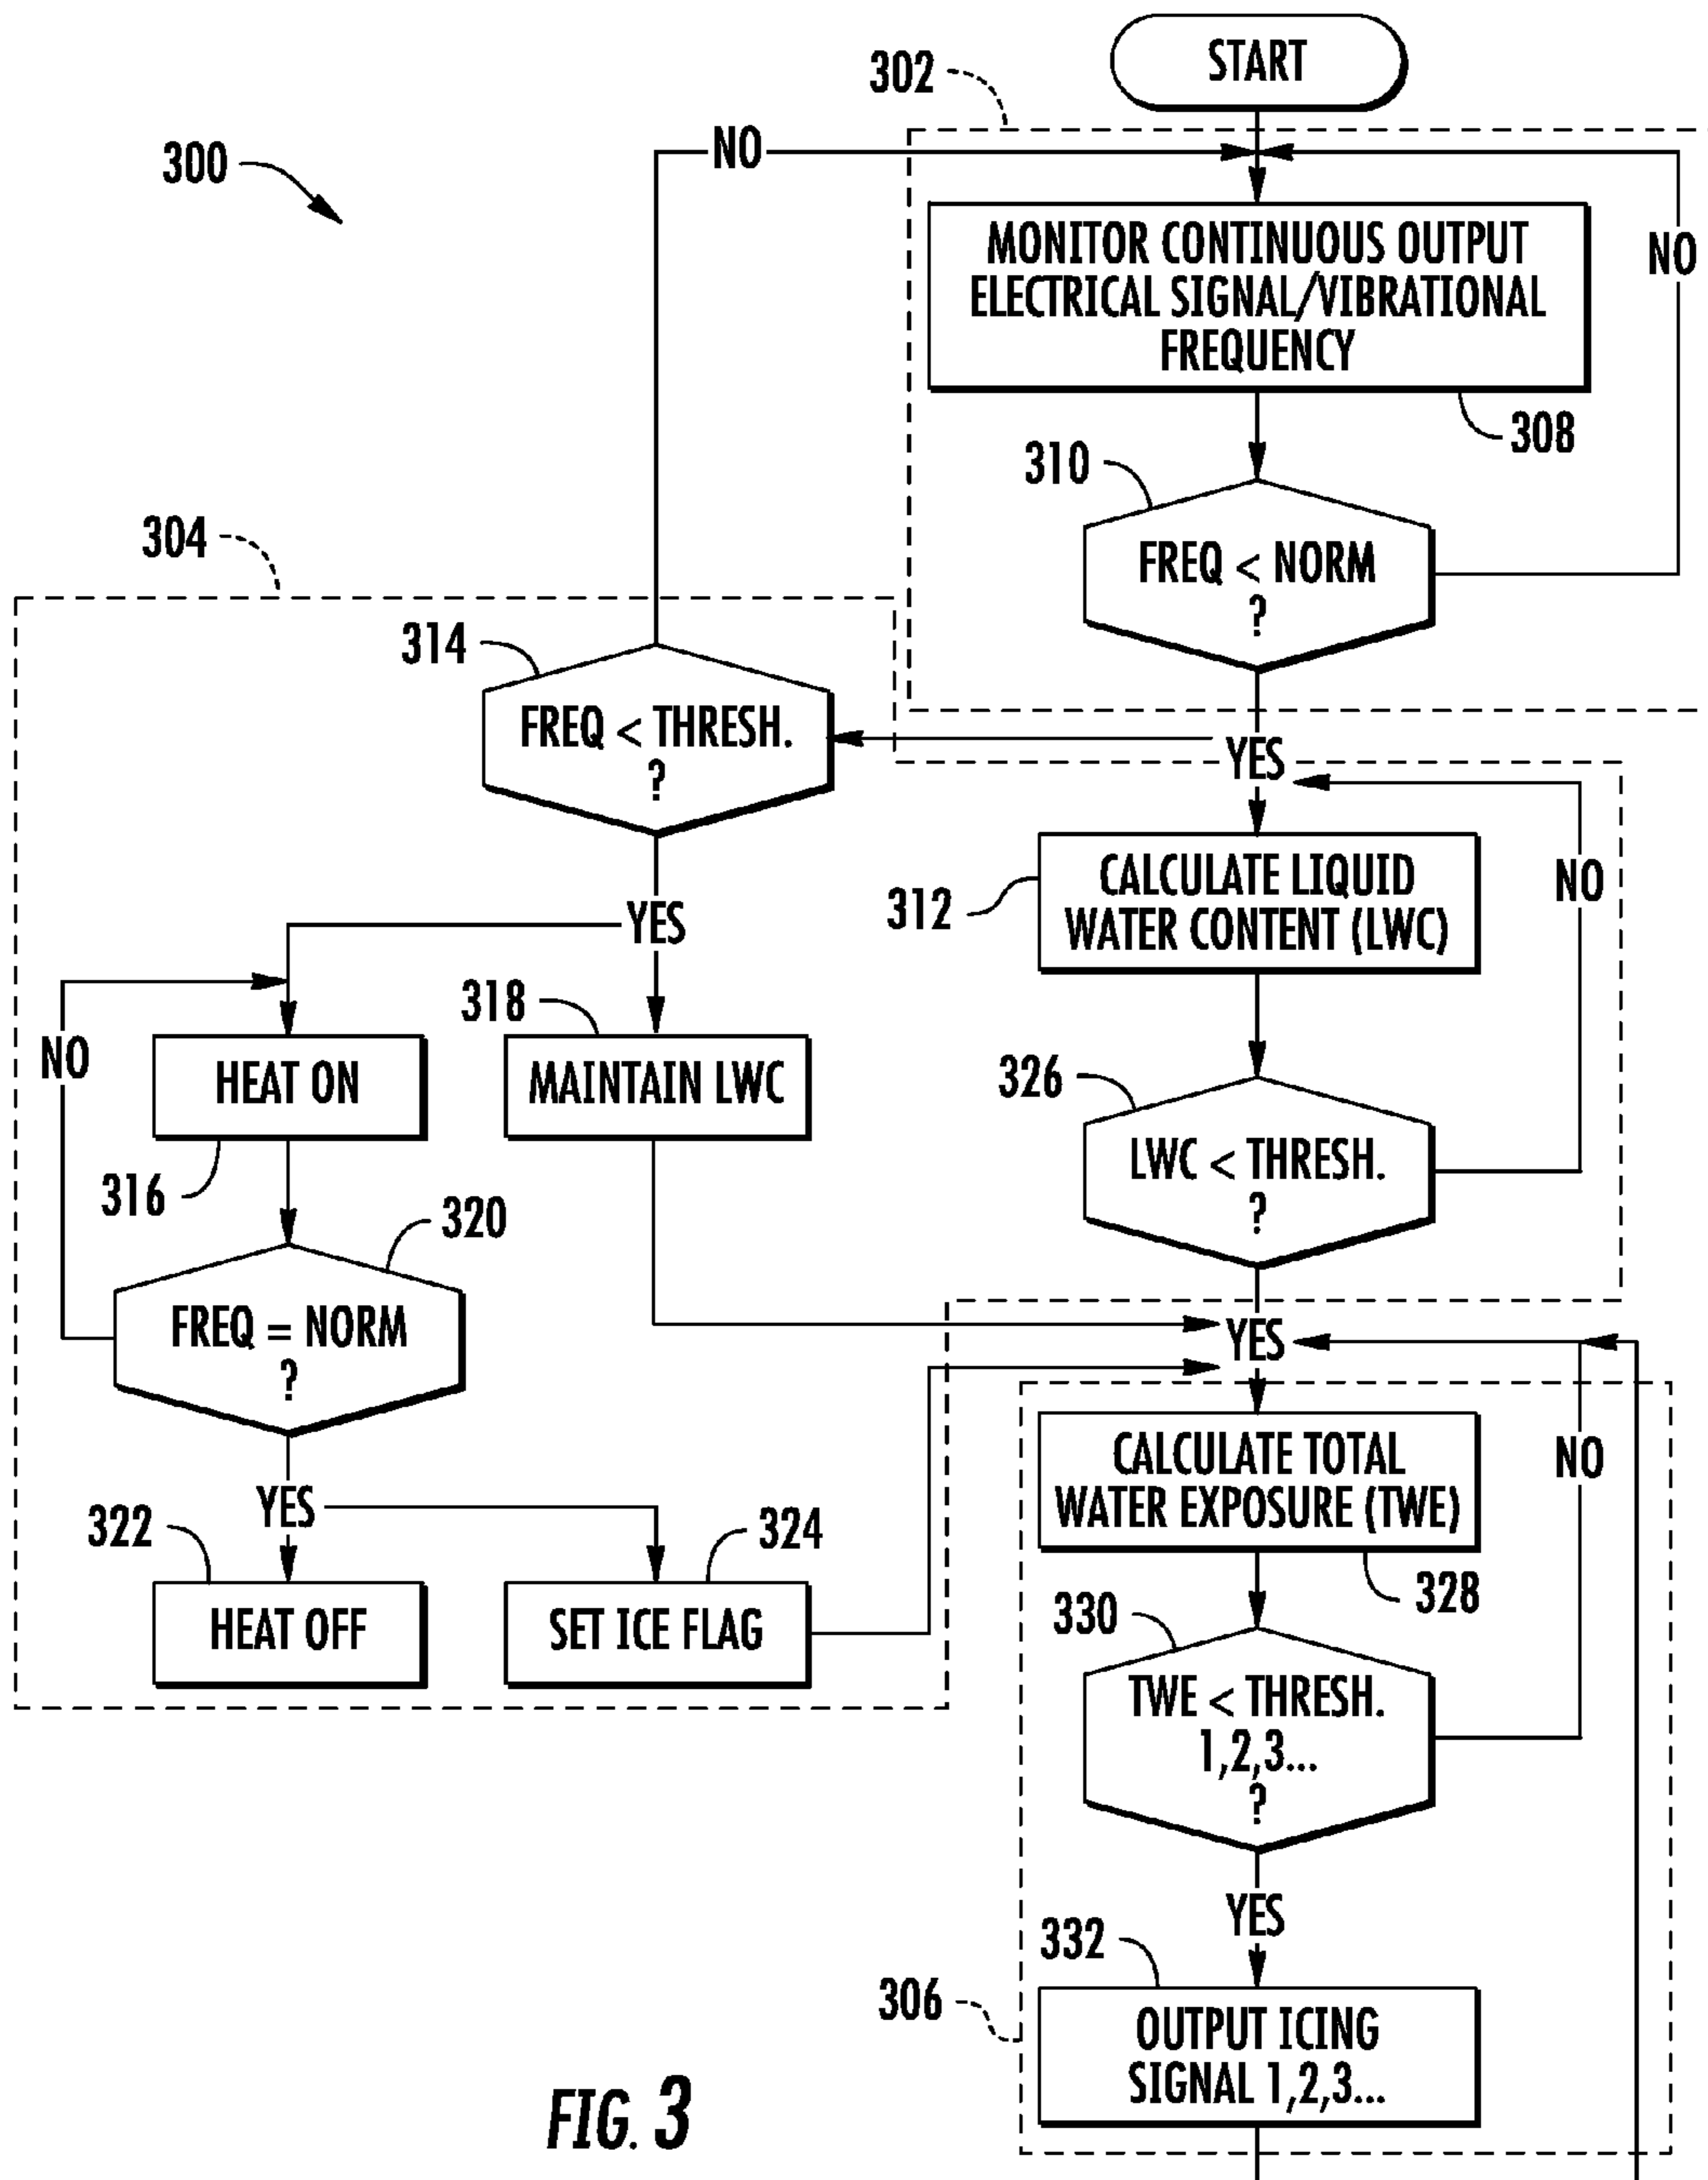 START
302
NO
300
MONITOR CONTINUOUS OUTPUT
ELECTRICAL SIGNAL/VIBRATIONAL
FREQUENCY
NO
308
310
FREQ < NORM
?
304
314
FREQ < THRESH.
?
YES
CALCULATE LIQUID
WATER CONTENT (LWC)
NO
312
YES
318
HEAT ON
MAINTAIN LWC
NO
326
LWC < THRESH.
?
316
320
FREQ = NORM
?
YES
CALCULATE TOTAL
WATER EXPOSURE (TWE)
NO
YES
322
324
328
HEAT OFF
SET ICE FLAG
330
TWE < THRESH.
1,2,3...
?
YES
332
306
OUTPUT ICING
SIGNAL 1,2,3...
FIG. 3